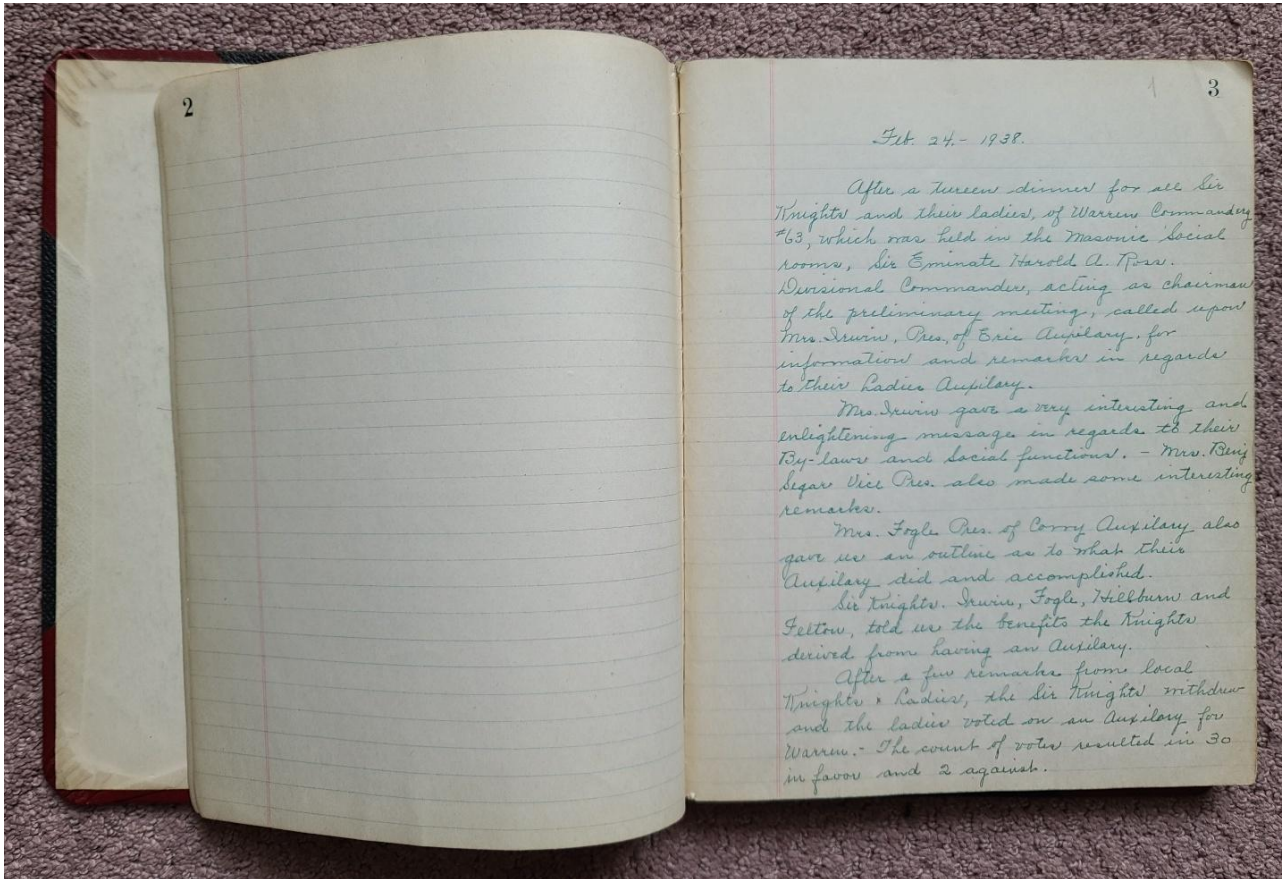 2
1 3
Feb. 24.- 1938.
After a tureen dinner for all Sir
Knights and their ladies, of Warren Commandery
#63, which was held in the Masonic Social
rooms, Sir Eminate Harold A. Ross.
Divisional Commander, acting as chairman
of the preliminary meeting, called upon
Mrs. Irwin, Pres, of Erie Auxilary, for
information and remarks in regards
to their Ladies Auxilary.
Mrs. Irwin gave a very interesting and
enlightening message in regards to their
By-laws and Social functions. - Mrs. Benj
Segar Vice Pres. also made some interesting
remarks.
Mrs. Fogle Pres. of Corry Auxilary also
gave us an outline as to what their
Auxilary did and accomplished.
Sir Knights. Irwin, Fogle, Hillburn and
Felton, told us the benefits the Knights
derived from having an Auxilary.
After a few remarks from local
Knights & Ladies, the Sir Knights withdrew
and the ladies voted on an Auxilary for
Warren.- The count of votes resulted in 30
in favor and 2 against.